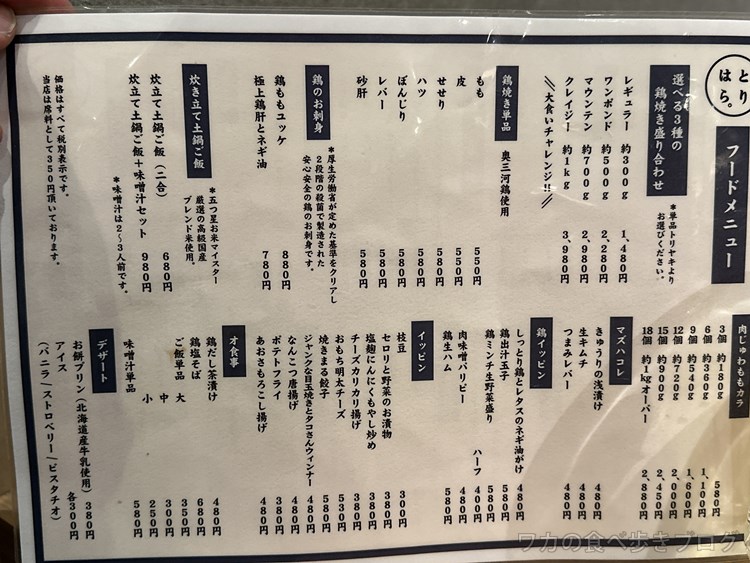 とり
はら。
フードメニュー
選べる3種の
鶏焼き盛り合わせ
*単品トリヤキより
お選びください。
レギュラー 約300g 1,480円
ワンポンド 約500g 2,280円
マウンテン 約700g 2,980円
クレイジー 約1kg 3,980円
\\大食いチャレンジ!!//
鶏焼き単品 奥三河鶏使用
もも 550円
皮 550円
せせり 580円
ハツ 580円
ぼんじり 580円
レバー 580円
砂肝 580円
鶏のお刺身
*厚生労働省が定めた基準をクリアし
2段階の殺菌で製造された
安心安全の鶏のお刺身です。
鶏ももユッケ 880円
極上鶏肝とネギ油 780円
炊き立て土鍋ご飯
*五つ星お米マイスター
厳選の高級国産
ブレンド米使用。
炊立て土鍋ご飯(二合) 680円
炊立て土鍋ご飯+味噌汁セット 980円
*味噌汁は2〜3人前です。
価格はすべて税別表示です。
当店は席料として350円頂いております。
肉じゅわももカラ
3個 約180g 580円
6個 約360g 1,100円
9個 約540g 1,600円
12個 約720g 2,000円
15個 約900g 2,450円
18個 約1kgオーバー 2,880円
マズハコレ
きゅうりの浅漬け 480円
生キムチ 480円
つまみレバー 480円
鶏イッピン
しっとり鶏とレタスのネギ油がけ 480円
鶏出汁玉子
鶏ミンチ生野菜盛り 580円
ハーフ 400円
肉味噌パリピー 480円
鶏生ハム 480円
イッピン
枝豆 300円
セロリと野菜のお漬物 380円
塩麹にんにくもやし炒め 380円
チーズカリカリ揚げ 380円
おもち明太チーズ 530円
焼きまる餃子 580円
ジャンクな目玉焼きとタコさんウィンナー 480円
なんこつ唐揚げ 480円
ポテトフライ 380円
あおさもろこし揚げ 480円
オ食事
鶏だし茶漬け 480円
鶏塩そば 680円
ご飯単品 大 350円
中 300円
小 250円
味噌汁単品 580円
デザート
お餅プリン(北海道産牛乳使用) 380円
アイス 各300円
(バニラ/ストロベリー/ピスタチオ)
ワカの食べ歩きブログ